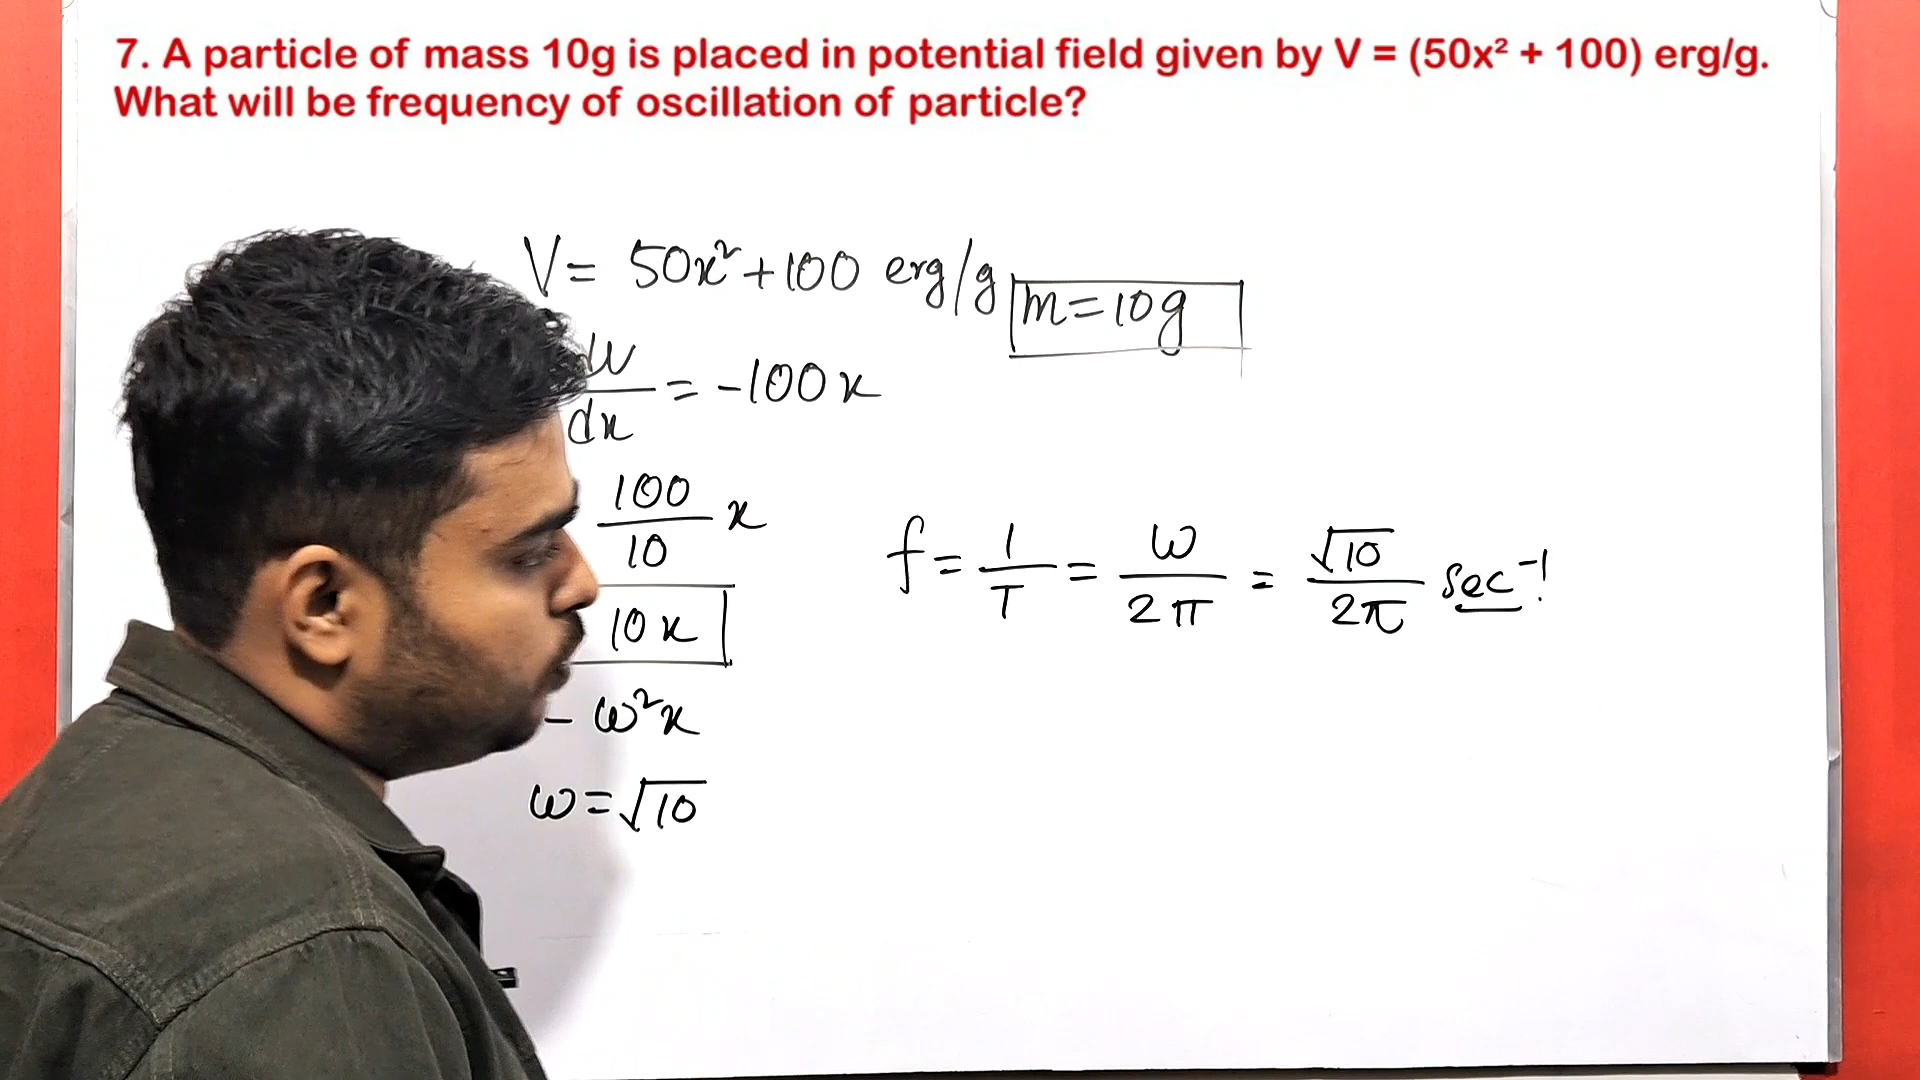 7. A particle of mass 10g is placed in potential field given by V = (50x² + 100) erg/g.
What will be frequency of oscillation of particle?
V = 50x² + 100 erg/g
m = 10g
dx = -100x
100/10 x
10x
- ω²x
ω = √10
f = 1/T = ω/2π = √10/2π sec⁻¹